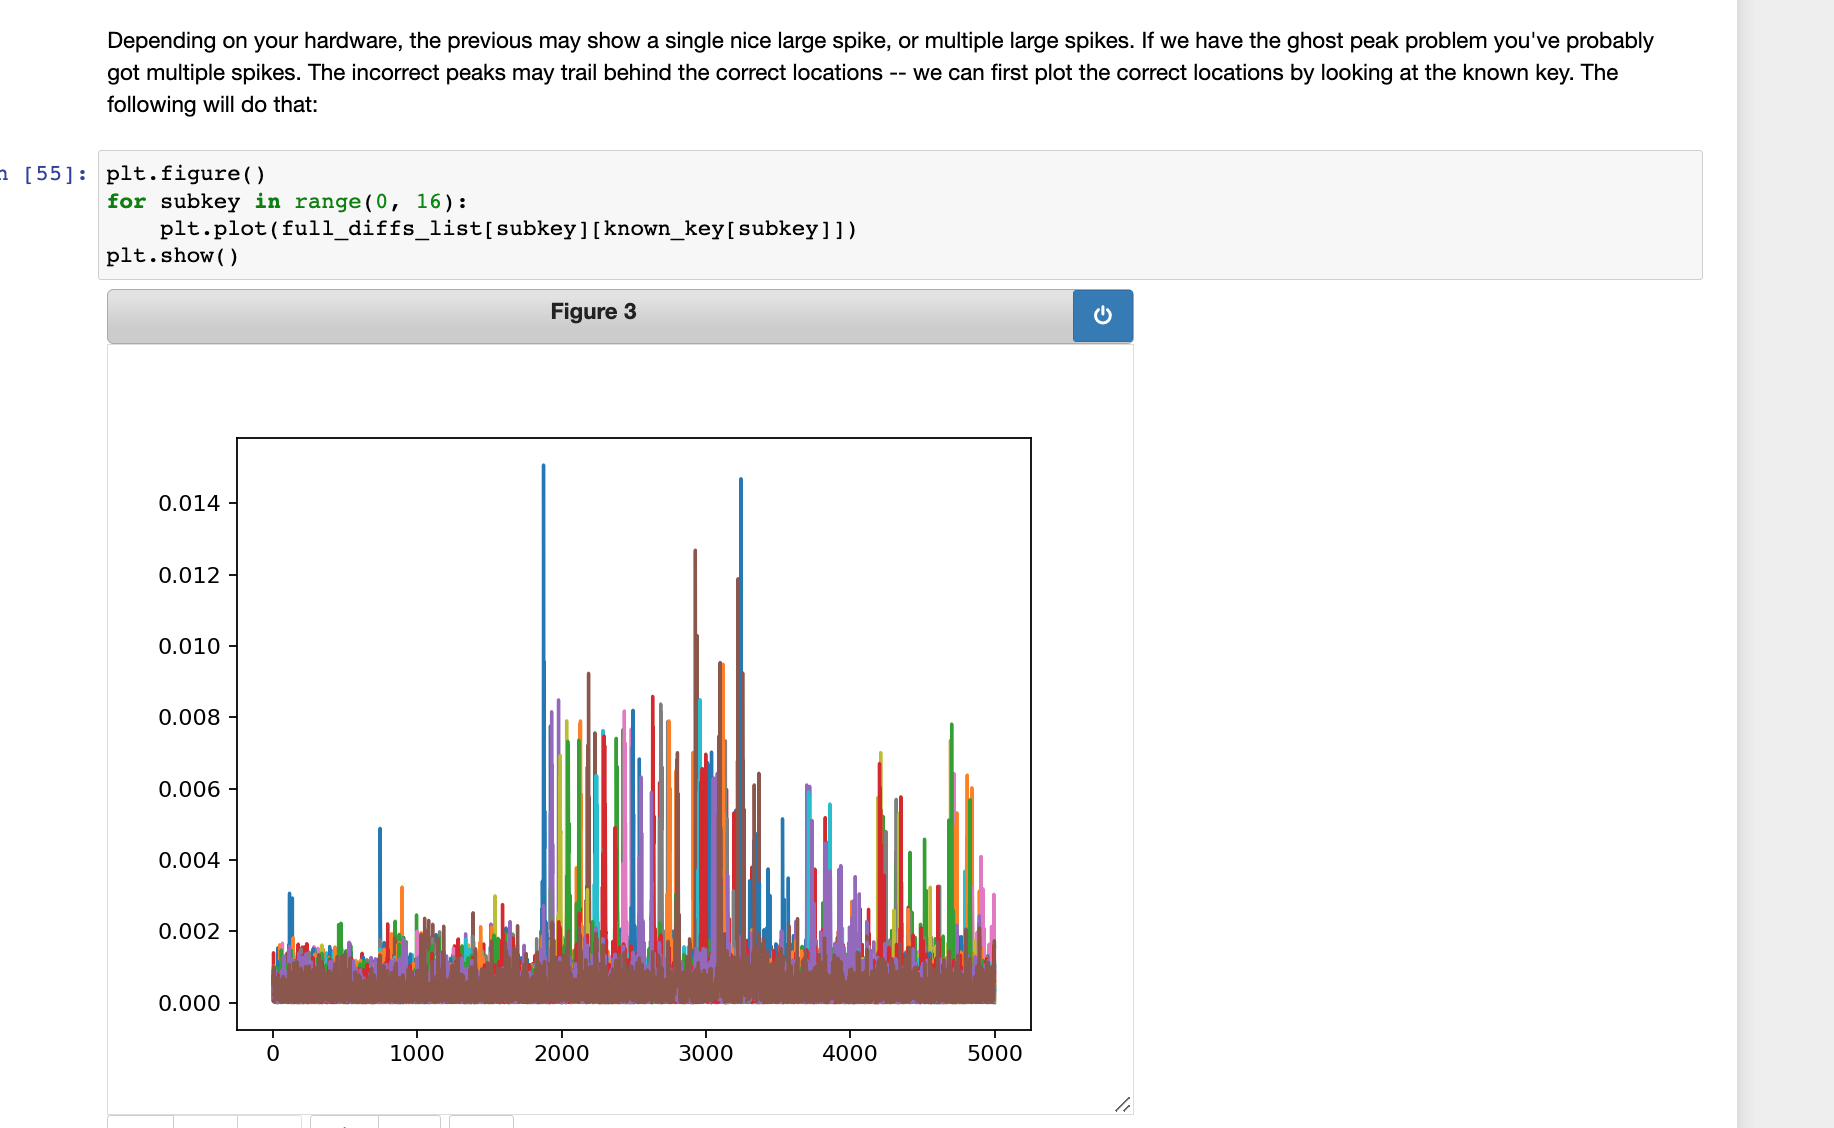 Depending on your hardware, the previous may show a single nice large spike, or multiple large spikes. If we have the ghost peak problem you've probably
got multiple spikes. The incorrect peaks may trail behind the correct locations -- we can first plot the correct locations by looking at the known key. The
following will do that:
n [55]:
plt.figure()
for subkey in range(0, 16):
    plt.plot(full_diffs_list[subkey][known_key[subkey]])
plt.show()
Figure 3
0.014
0.012
0.010
0.008
0.006
0.004
0.002
0.000
0 1000 2000 3000 4000 5000